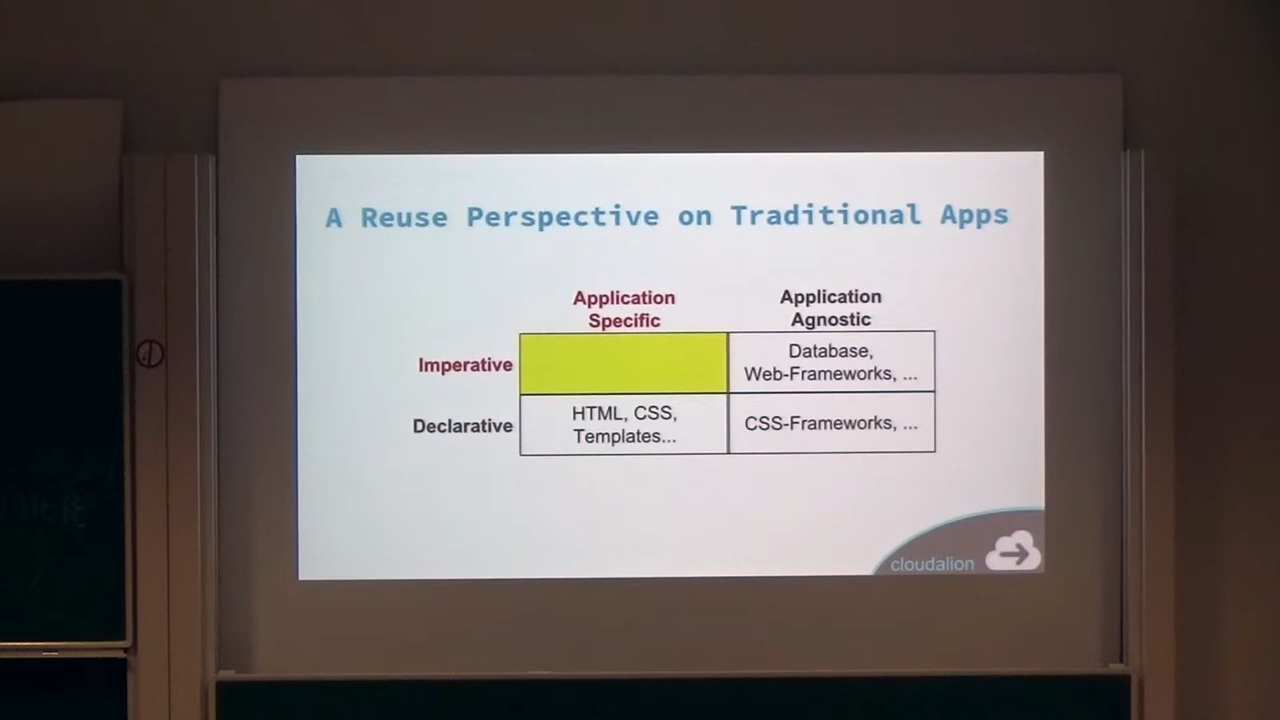 A Reuse Perspective on Traditional Apps
Application
Specific
Application
Agnostic
Imperative
Database,
Web-Frameworks, ...
Declarative
HTML, CSS,
Templates...
CSS-Frameworks, ...
cloudalion